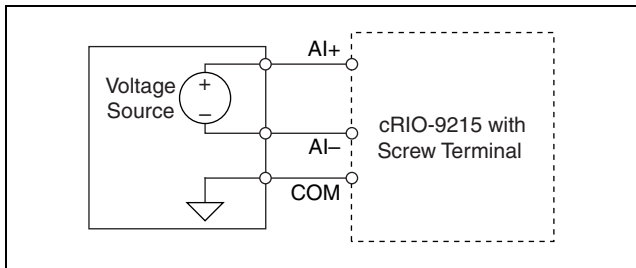 AI+
Voltage
Source
+
–
cRIO-9215 with
Screw Terminal
AI–
COM